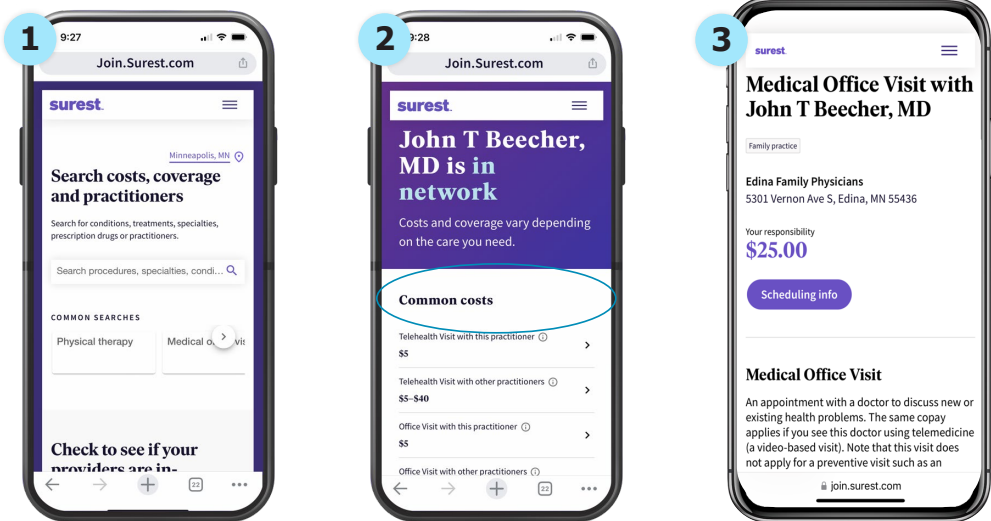 1
9:27
Join.Surest.com
surest.
Minneapolis, MN
Search costs, coverage
and practitioners
Search for conditions, treatments, specialties,
prescription drugs or practitioners.
Search procedures, specialties, condi...
COMMON SEARCHES
Physical therapy
Medical
Check to see if your
providers are in-
22
2
9:28
Join.Surest.com
surest.
John T Beecher,
MD is in
network
Costs and coverage vary depending
on the care you need.
Common costs
Telehealth Visit with this practitioner
$5
Telehealth Visit with other practitioners
$5–$40
Office Visit with this practitioner
$5
Office Visit with other practitioners
22
3
surest.
Medical Office Visit with
John T Beecher, MD
Family practice
Edina Family Physicians
5301 Vernon Ave S, Edina, MN 55436
Your responsibility
$25.00
Scheduling info
Medical Office Visit
An appointment with a doctor to discuss new or
existing health problems. The same copay
applies if you see this doctor using telemedicine
(a video-based visit). Note that this visit does
not apply for a preventive visit such as an
join.surest.com